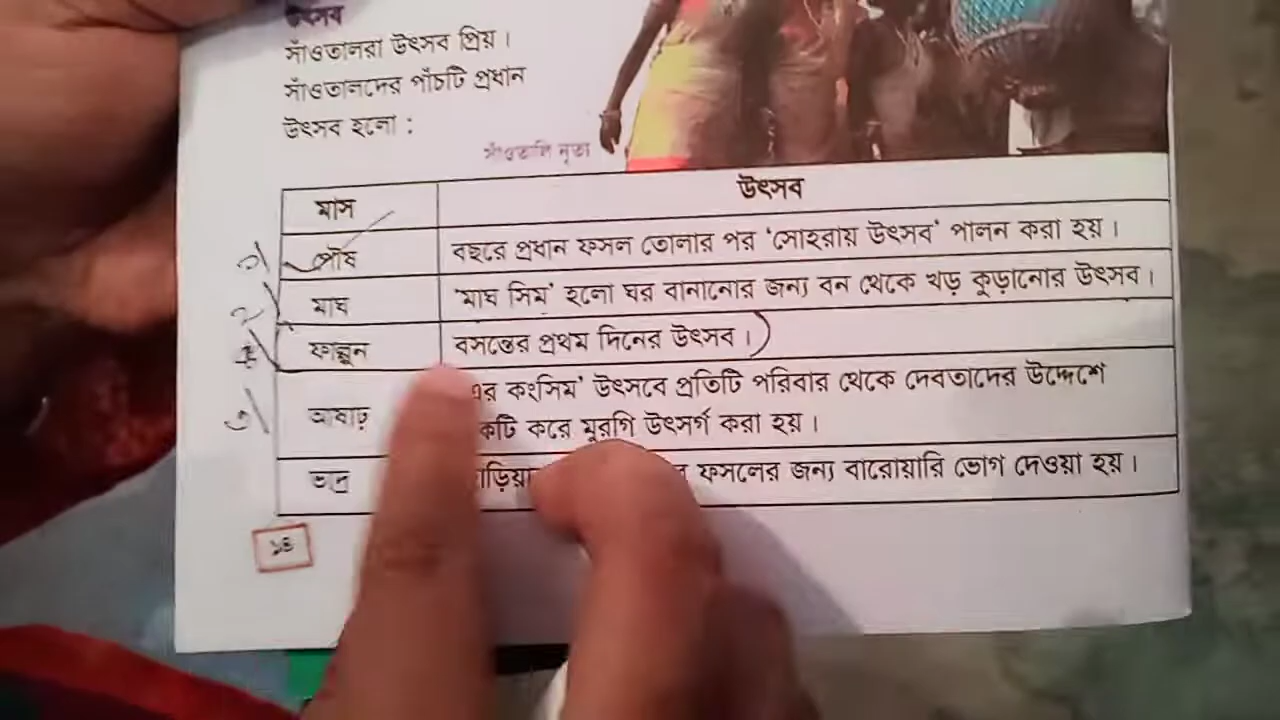 উৎসব
সাঁওতালরা উৎসব প্রিয়।
সাঁওতালদের পাঁচটি প্রধান
উৎসব হলো :
সাঁওতালি নৃত্য
মাস উৎসব
পৌষ বছরে প্রধান ফসল তোলার পর ‘সোহরায় উৎসব’ পালন করা হয়।
মাঘ ‘মাঘ সিম’ হলো ঘর বানানোর জন্য বন থেকে খড় কুড়ানোর উৎসব।
ফাল্গুন বসন্তের প্রথম দিনের উৎসব।
এর কংসিম’ উৎসবে প্রতিটি পরিবার থেকে দেবতাদের উদ্দেশে
আষাঢ় কটি করে মুরগি উৎসর্গ করা হয়।
ভাদ্র ফসলের জন্য বারোয়ারি ভোগ দেওয়া হয়।
১৪